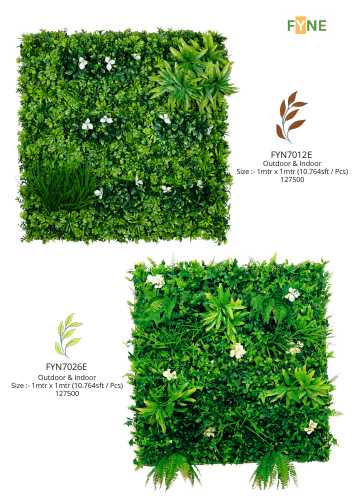 FYNE
FYN7012E
Outdoor & Indoor
Size :- 1mtr x 1mtr (10.764sft / Pcs)
127500
FYN7026E
Outdoor & Indoor
Size :- 1mtr x 1mtr (10.764sft / Pcs)
127500